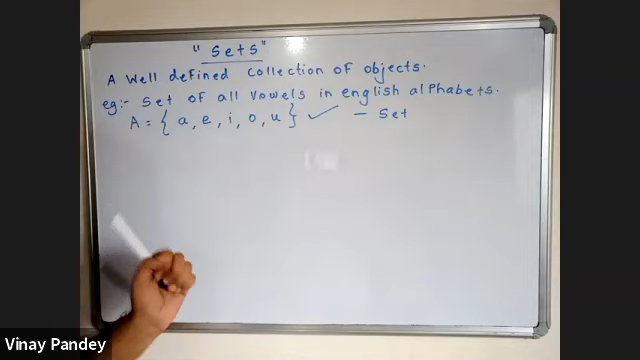 " Sets "
A Well defined Collection of objects.
eg:- Set of all Vowels in english alphabets.
A = { a, e, i, o, u } ✓ - Set
Vinay Pandey